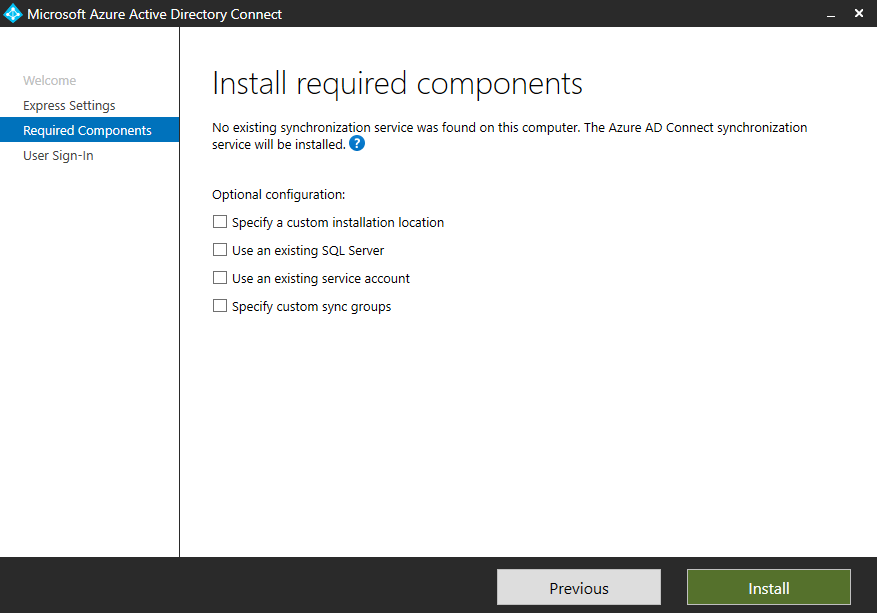 Microsoft Azure Active Directory Connect
Welcome
Express Settings
Required Components
User Sign-In
Install required components
No existing synchronization service was found on this computer. The Azure AD Connect synchronization
service will be installed. ?
Optional configuration:
Specify a custom installation location
Use an existing SQL Server
Use an existing service account
Specify custom sync groups
Previous
Install